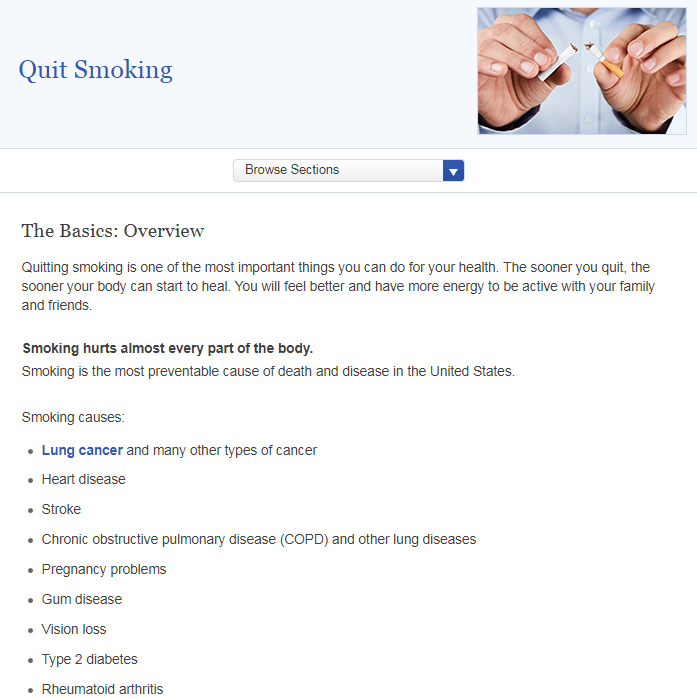 Quit Smoking
Browse Sections
The Basics: Overview
Quitting smoking is one of the most important things you can do for your health. The sooner you quit, the
sooner your body can start to heal. You will feel better and have more energy to be active with your family
and friends.
Smoking hurts almost every part of the body.
Smoking is the most preventable cause of death and disease in the United States.
Smoking causes:
Lung cancer and many other types of cancer
Heart disease
Stroke
Chronic obstructive pulmonary disease (COPD) and other lung diseases
Pregnancy problems
Gum disease
Vision loss
Type 2 diabetes
Rheumatoid arthritis